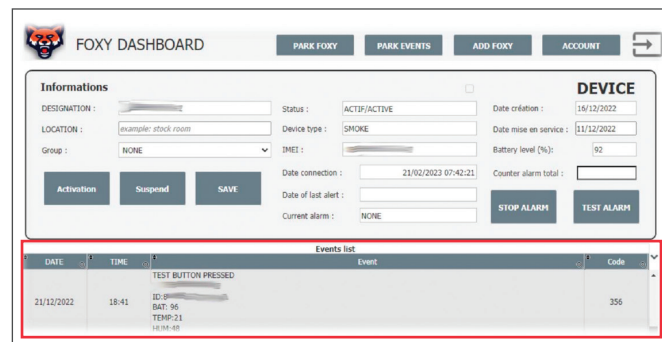 FOXY DASHBOARD
PARK FOXY
PARK EVENTS
ADD FOXY
ACCOUNT
Informations
DEVICE
DESIGNATION :
Status :
ACTIF/ACTIVE
Date création :
16/12/2022
LOCATION :
example: stock room
Device type :
SMOKE
Date mise en service :
11/12/2022
Group :
NONE
IMEI :
Battery level (%):
92
Date connection :
21/02/2023 07:42:21
Counter alarm total :
Activation
Suspend
SAVE
Date of last alert :
STOP ALARM
TEST ALARM
Current alarm :
NONE
Events list
DATE
TIME
Event
Code
21/12/2022
18:41
TEST BUTTON PRESSED
ID:
BAT: 96
TEMP:21
HUM:48
356